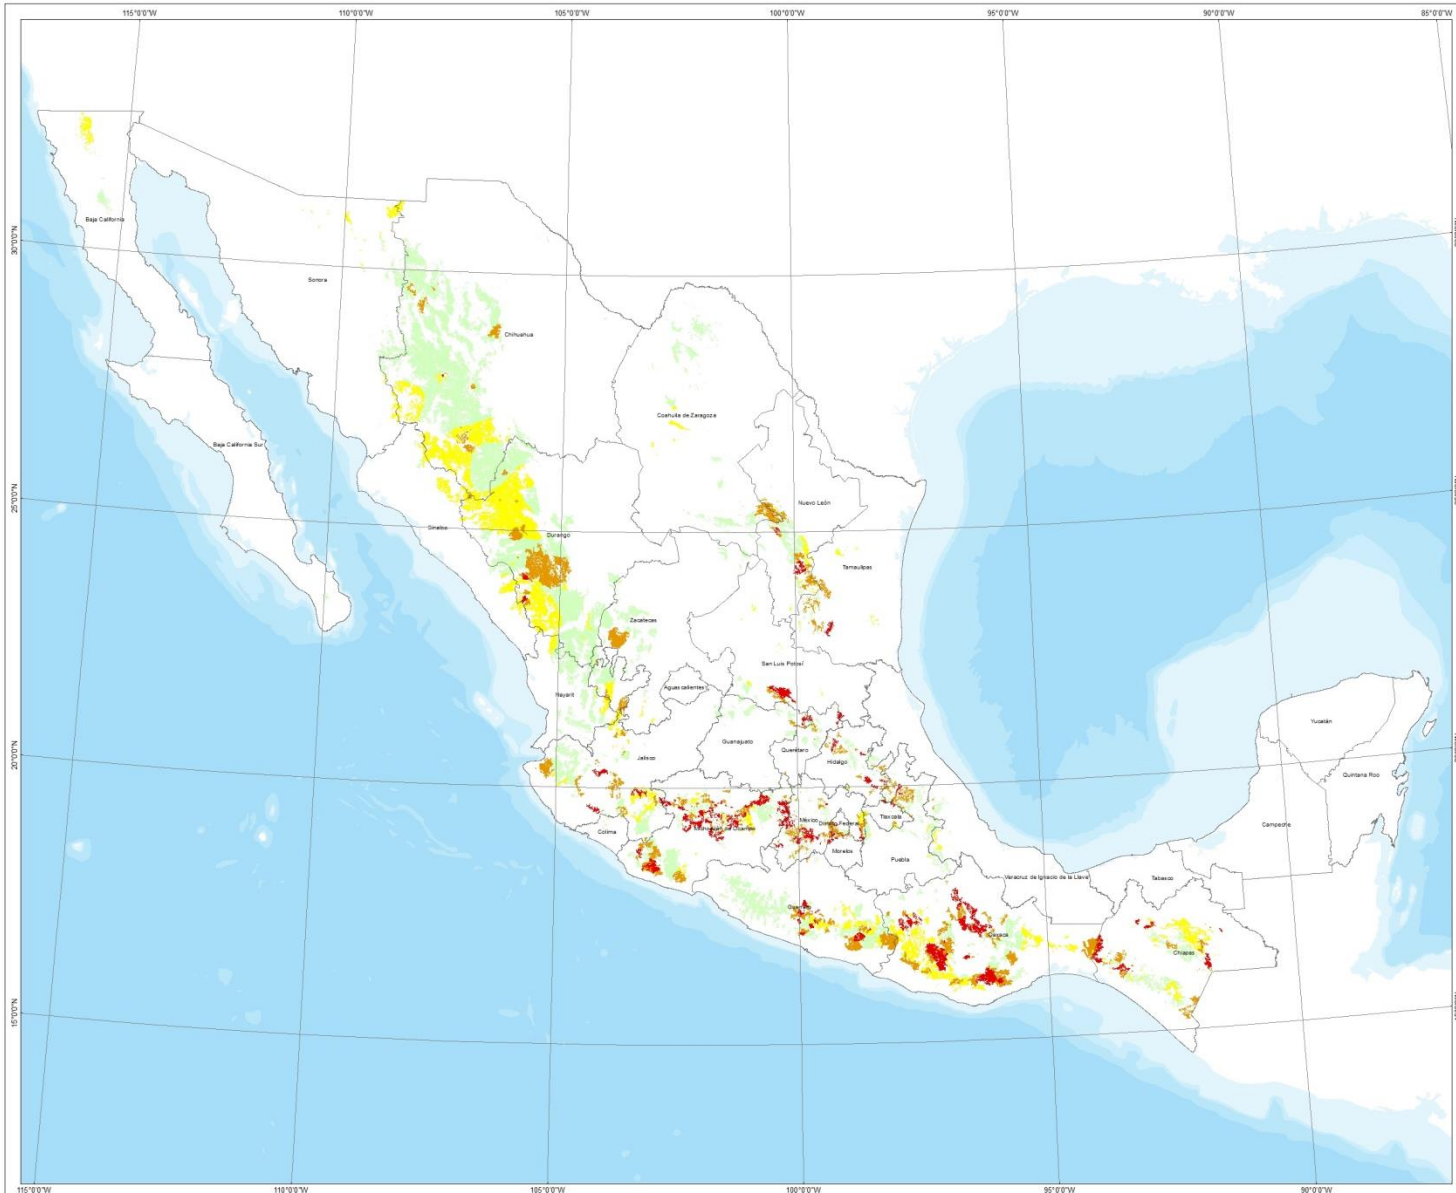 115°0'0"W 110°0'0"W 105°0'0"W 100°0'0"W 95°0'0"W 90°0'0"W 85°0'0"W
30°0'0"N
25°0'0"N
20°0'0"N
15°0'0"N
Baja California
Sonora
Chihuahua
Coahuila de Zaragoza
Baja California Sur
Nuevo León
Sinaloa
Durango
Tamaulipas
Zacatecas
San Luis Potosí
Aguascalientes
Nayarit
Yucatán
Guanajuato
Querétaro
Jalisco
Hidalgo
Quintana Roo
México
Distrito Federal
Tlaxcala
Campeche
Colima
Morelos
Puebla
Veracruz de Ignacio de la Llave
Tabasco
Guerrero
Oaxaca
Chiapas
115°0'0"W 110°0'0"W 105°0'0"W 100°0'0"W 95°0'0"W 90°0'0"W